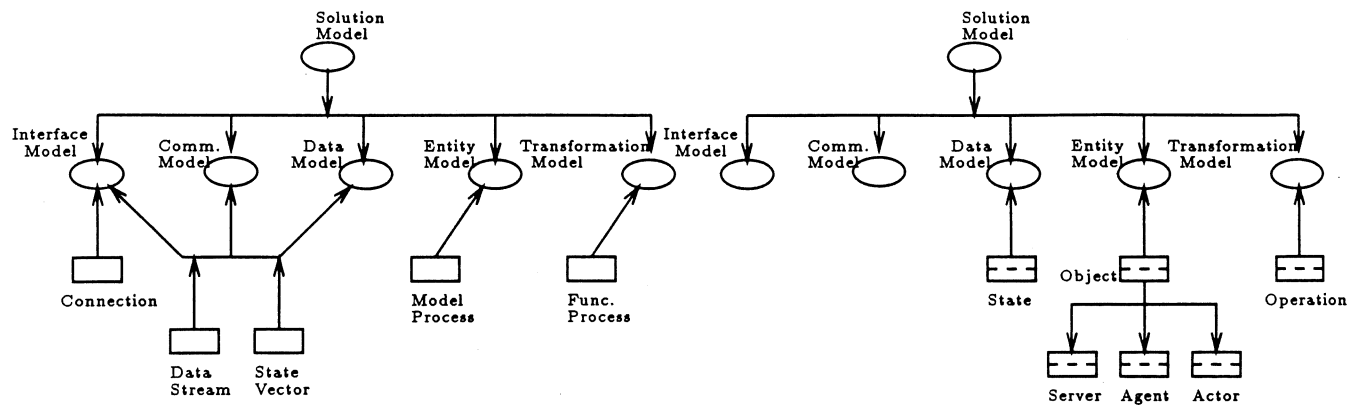 Solution
Model
Interface
Model
Comm.
Model
Data
Model
Entity
Model
Transformation
Model
Connection
Data
Stream
State
Vector
Model
Process
Func.
Process
Solution
Model
Interface
Model
Comm.
Model
Data
Model
Entity
Model
Transformation
Model
State
Object
Operation
Server
Agent
Actor